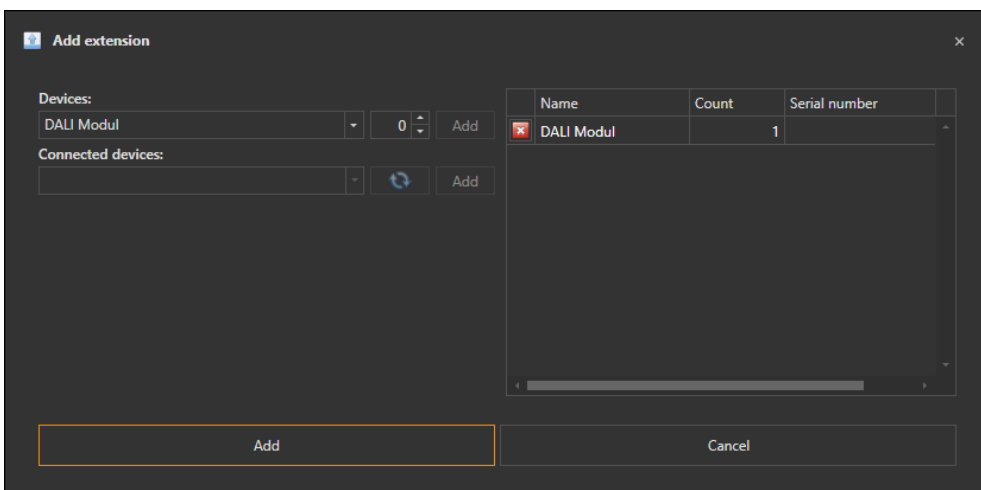 Add extension
Devices:
DALI Modul 0 Add
Connected devices:
Add
Name Count Serial number
DALI Modul 1
Add Cancel